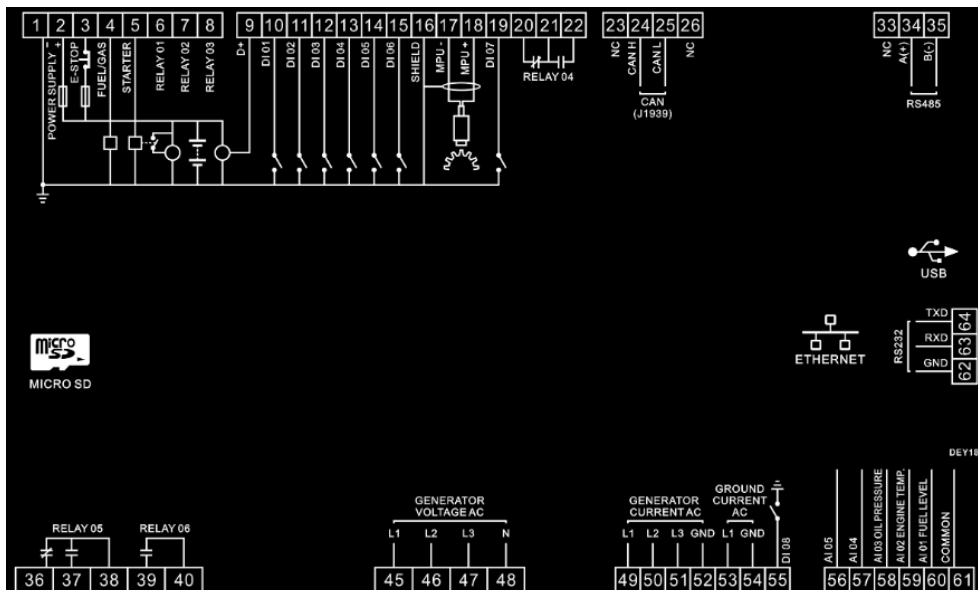 1 2 3 4 5 6 7 8
9 10 11 12 13 14 15 16 17 18 19 20 21 22
23 24 25 26
33 34 35
POWER SUPPLY - +
E-STOP
FUEL/GAS
STARTER
RELAY 01
RELAY 02
RELAY 03
D+
DI 01
DI 02
DI 03
DI 04
DI 05
DI 06
SHIELD
MPU -
MPU +
DI 07
RELAY 04
NC
CAN H
CAN L
NC
CAN
(J1939)
NC
A(+)
B(-)
RS485
USB
micro
SD
MICRO SD
ETHERNET
RS232
TXD 64
RXD 63
GND 62
DEY18
RELAY 05
RELAY 06
36 37 38 39 40
GENERATOR
VOLTAGE AC
L1 L2 L3 N
45 46 47 48
GENERATOR
CURRENT AC
L1 L2 L3 GND
GROUND
CURRENT
AC
L1 GND
DI 08
49 50 51 52 53 54 55
AI 05
AI 04
AI 03 OIL PRESSURE
AI 02 ENGINE TEMP.
AI 01 FUEL LEVEL
COMMON
56 57 58 59 60 61